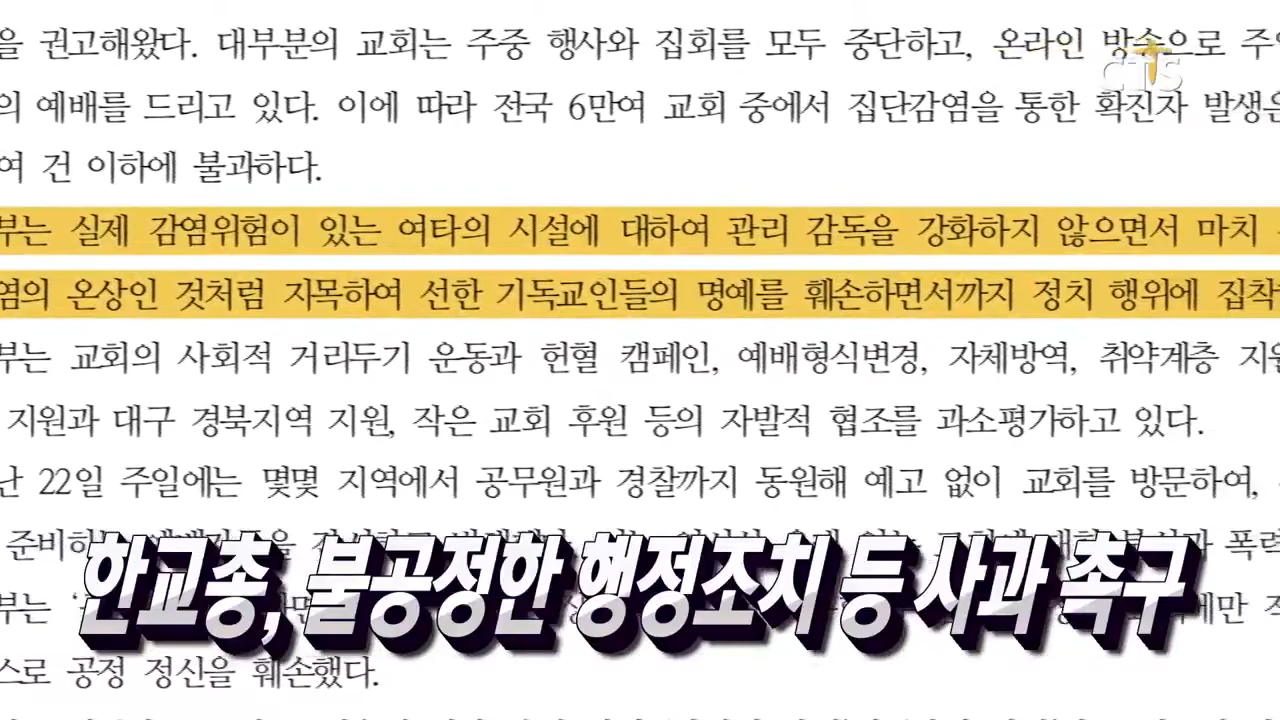 을 권고해왔다. 대부분의 교회는 주중 행사와 집회를 모두 중단하고, 온라인 방송으로
CTS
의 예배를 드리고 있다. 이에 따라 전국 6만여 교회 중에서 집단감염을 통한 확진자 발생은
여 건 이하에 불과하다.
부는 실제 감염위험이 있는 여타의 시설에 대하여 관리 감독을 강화하지 않으면서 마치
염의 온상인 것처럼 지목하여 선한 기독교인들의 명예를 훼손하면서까지 정치 행위에 집착
부는 교회의 사회적 거리두기 운동과 헌혈 캠페인, 예배형식변경, 자체방역, 취약계층 지원
지원과 대구 경북지역 지원, 작은 교회 후원 등의 자발적 협조를 과소평가하고 있다.
난 22일 주일에는 몇몇 지역에서 공무원과 경찰까지 동원해 예고 없이 교회를 방문하여,
한교총, 불공정한 행정조치 등 사과 촉구
스로 공정 정신을 훼손했다.